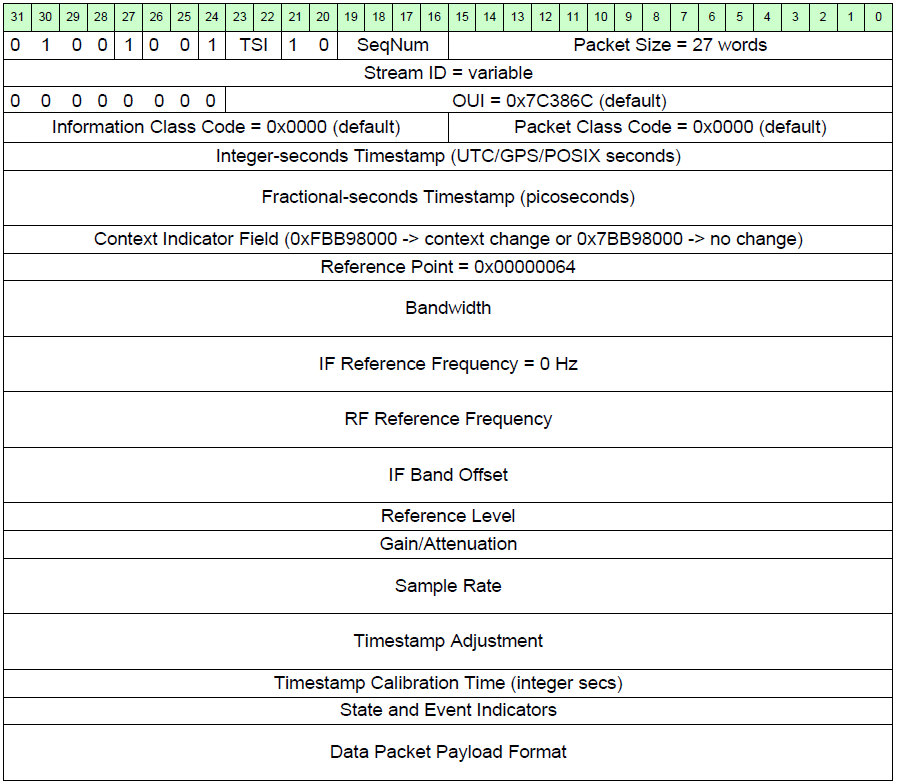 31 30 29 28 27 26 25 24 23 22 21 20 19 18 17 16 15 14 13 12 11 10 9 8 7 6 5 4 3 2 1 0
0 1 0 0 1 0 0 1 TSI 1 0 SeqNum Packet Size = 27 words
Stream ID = variable
0 0 0 0 0 0 0 0 OUI = 0x7C386C (default)
Information Class Code = 0x0000 (default) Packet Class Code = 0x0000 (default)
Integer-seconds Timestamp (UTC/GPS/POSIX seconds)
Fractional-seconds Timestamp (picoseconds)
Context Indicator Field (0xFBB98000 -> context change or 0x7BB98000 -> no change)
Reference Point = 0x00000064
Bandwidth
IF Reference Frequency = 0 Hz
RF Reference Frequency
IF Band Offset
Reference Level
Gain/Attenuation
Sample Rate
Timestamp Adjustment
Timestamp Calibration Time (integer secs)
State and Event Indicators
Data Packet Payload Format